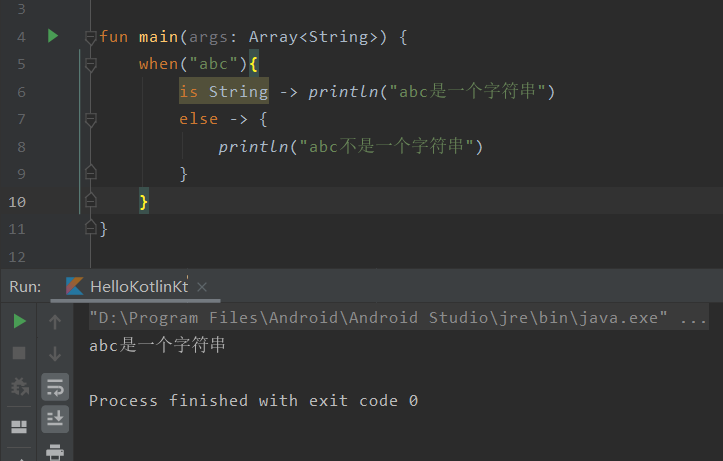 3
4 fun main(args: Array<String>) {
5 when("abc"){
6 is String -> println("abc是一个字符串")
7 else -> {
8 println("abc不是一个字符串")
9 }
10 }
11 }
12
Run: HelloKotlinKt ×
"D:\Program Files\Android\Android Studio\jre\bin\java.exe" ...
abc是一个字符串
Process finished with exit code 0